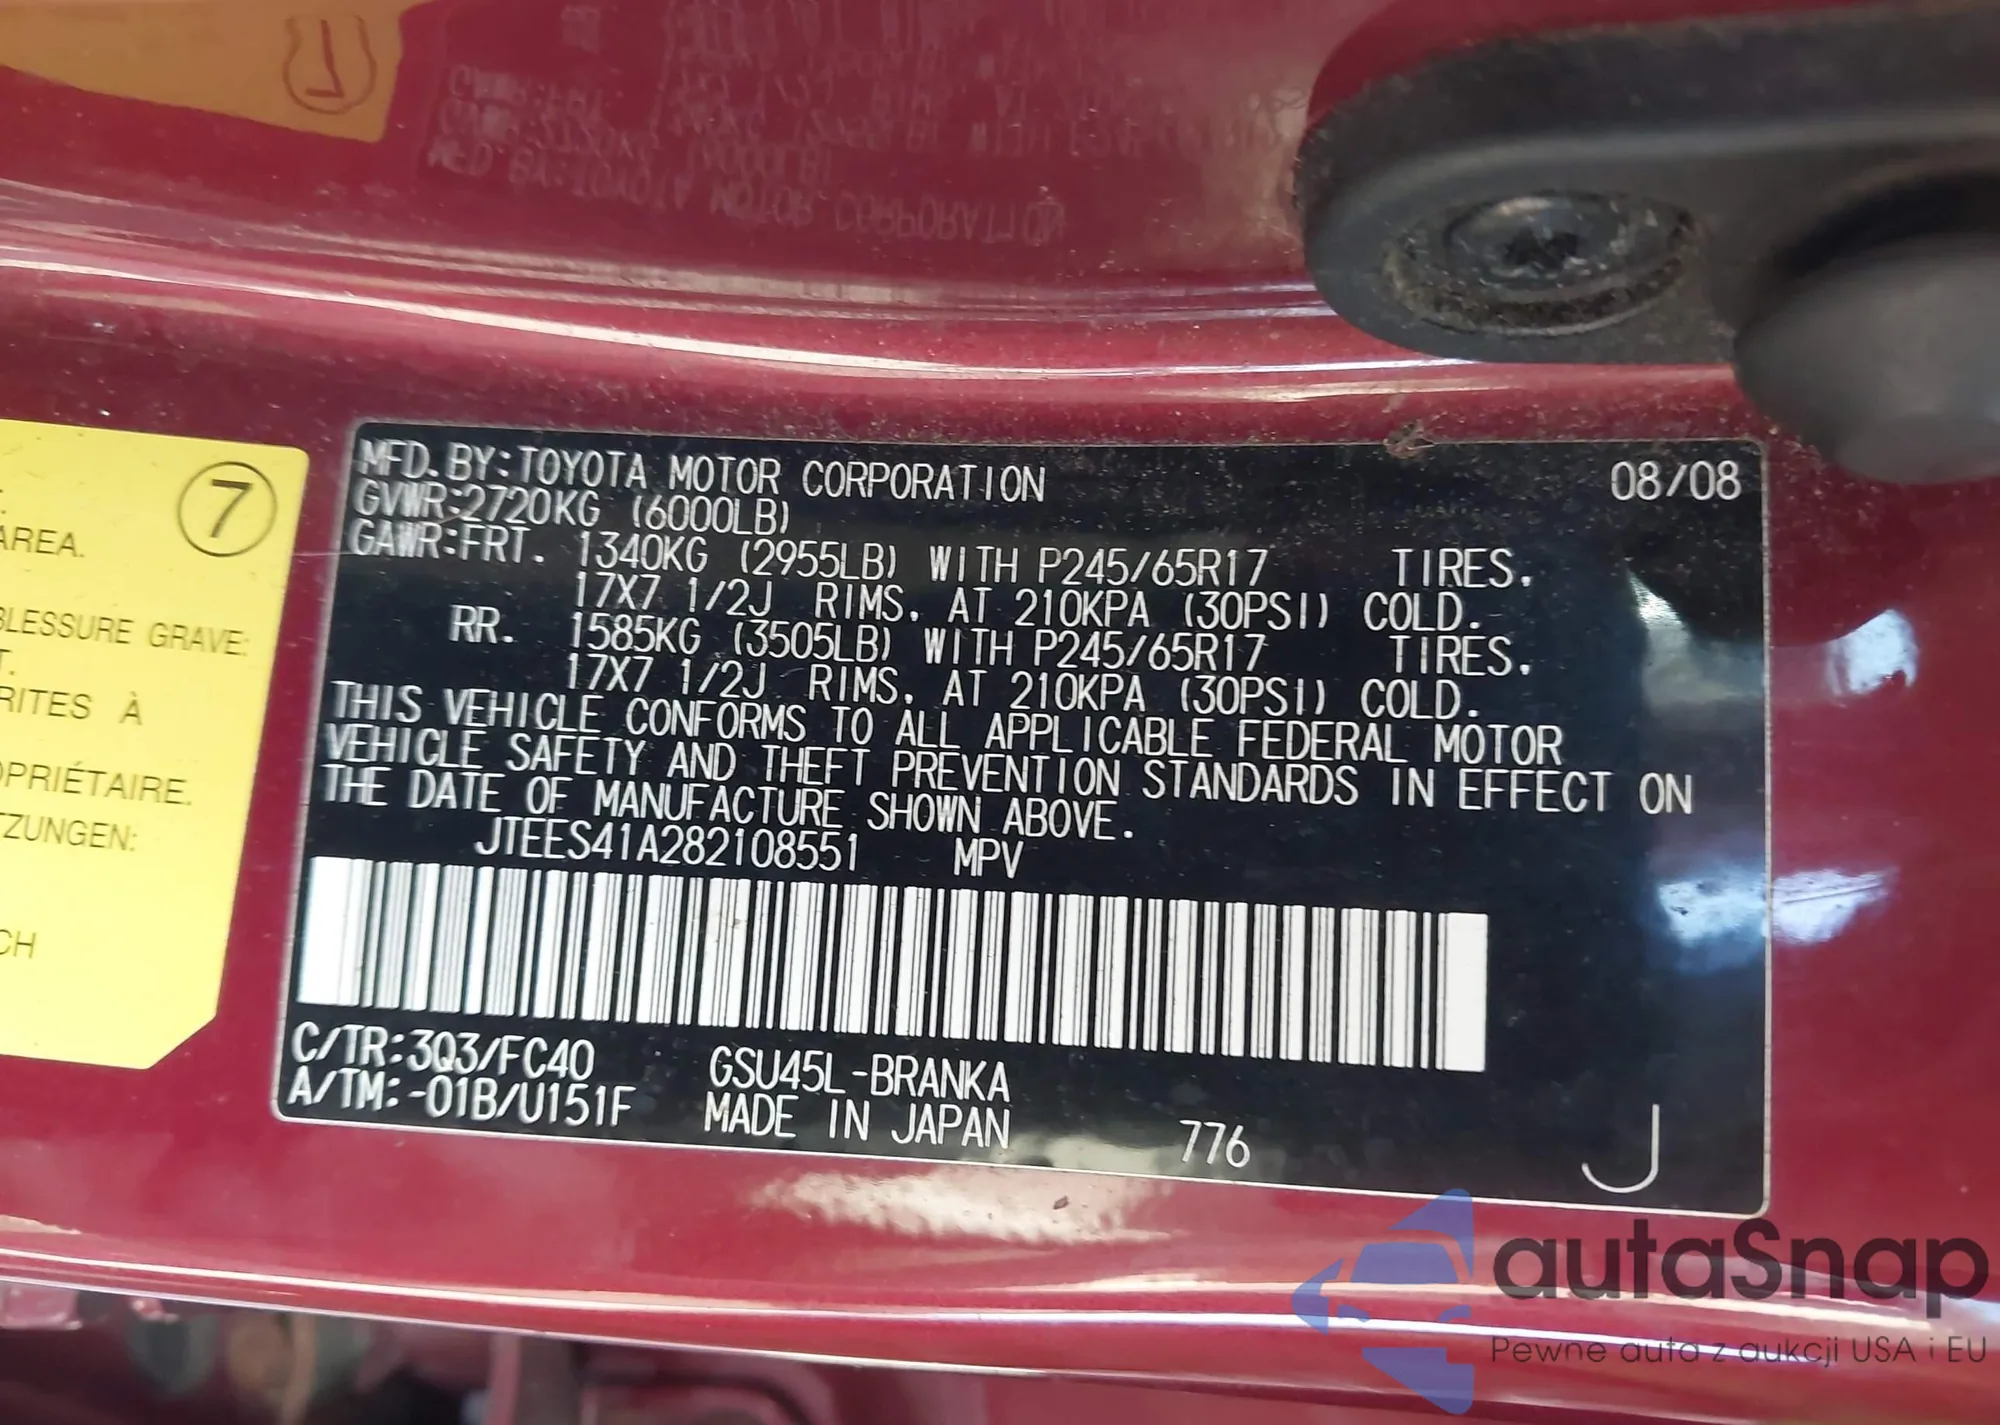 7
AREA.
BLESSURE GRAVE:
T.
RITES À
OPRIÉTAIRE.
TZUNGEN:
CH
MFD. BY: TOYOTA MOTOR CORPORATION 08/08
GVWR: 2720KG (6000LB)
GAWR: FRT. 1340KG (2955LB) WITH P245/65R17 TIRES.
17X7 1/2J RIMS, AT 210KPA (30PSI) COLD.
RR. 1585KG (3505LB) WITH P245/65R17 TIRES.
17X7 1/2J RIMS, AT 210KPA (30PSI) COLD.
THIS VEHICLE CONFORMS TO ALL APPLICABLE FEDERAL MOTOR
VEHICLE SAFETY AND THEFT PREVENTION STANDARDS IN EFFECT ON
THE DATE OF MANUFACTURE SHOWN ABOVE.
JTEES41A282108551 MPV
C/TR: 3Q3/FC40 GSU45L-BRANKA
A/TM: -01B/U151F MADE IN JAPAN 776
J
autaSnap
Pewne auta z aukcji USA i EU